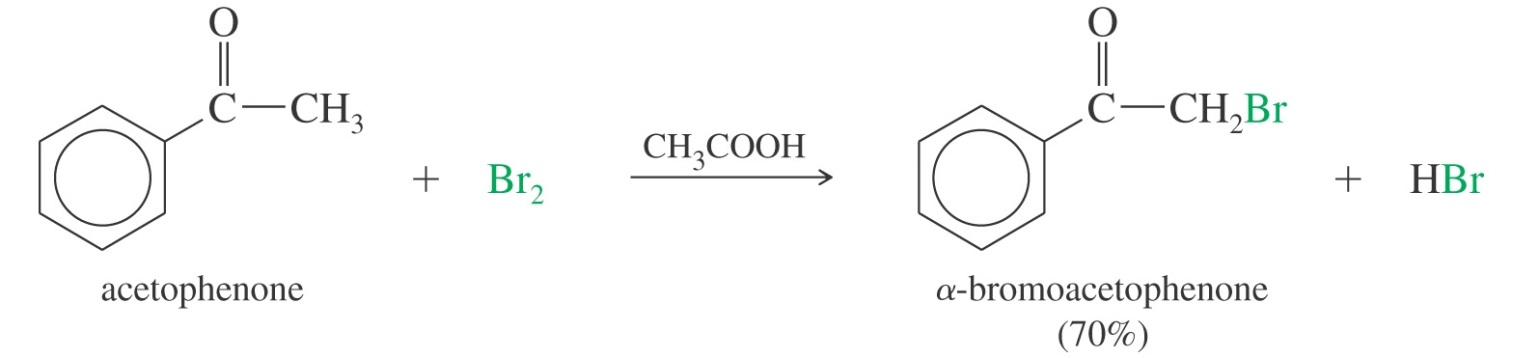 O O
C—CH₃ C—CH₂Br
CH₃COOH
+ Br₂ + HBr
acetophenone α-bromoacetophenone
(70%)